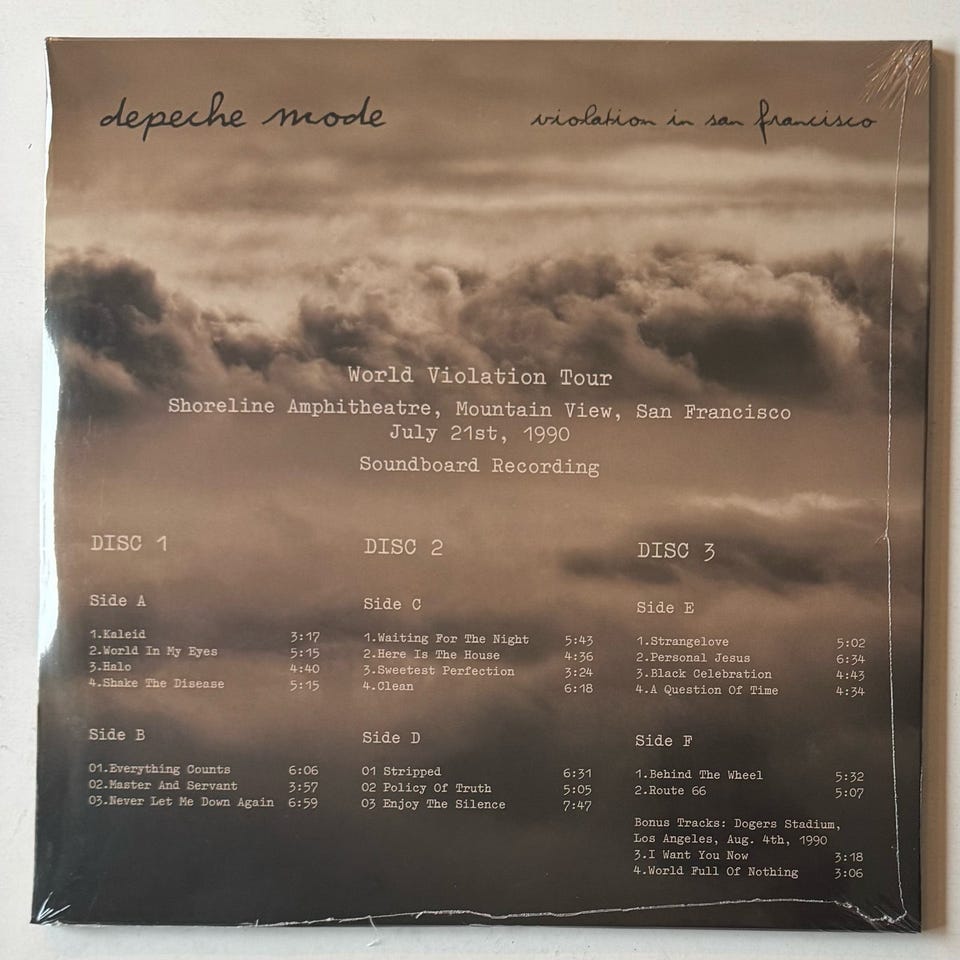 depeche mode
violation in san francisco
World Violation Tour
Shoreline Amphitheatre, Mountain View, San Francisco
July 21st, 1990
Soundboard Recording
DISC 1
Side A
1.Kaleid 3:17
2.World In My Eyes 5:15
3.Halo 4:40
4.Shake The Disease 5:15
Side B
01.Everything Counts 6:06
02.Master And Servant 3:57
03.Never Let Me Down Again 6:59
DISC 2
Side C
1.Waiting For The Night 5:43
2.Here Is The House 4:36
3.Sweetest Perfection 3:24
4.Clean 6:18
Side D
01 Stripped 6:31
02 Policy Of Truth 5:05
03 Enjoy The Silence 7:47
DISC 3
Side E
1.Strangelove 5:02
2.Personal Jesus 6:34
3.Black Celebration 4:43
4.A Question Of Time 4:34
Side F
1.Behind The Wheel 5:32
2.Route 66 5:07
Bonus Tracks: Dogers Stadium,
Los Angeles, Aug. 4th, 1990
3.I Want You Now 3:18
4.World Full Of Nothing 3:06